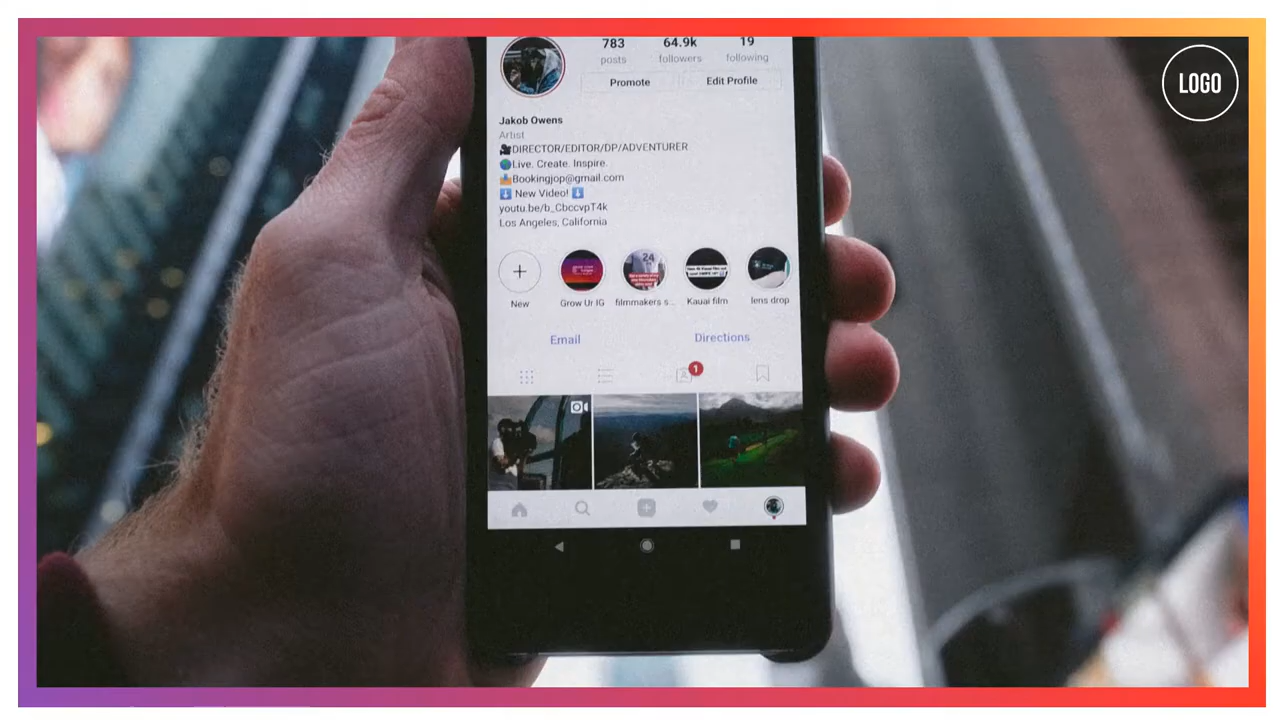 LOGO
783 64.9k 19
posts followers following
Promote Edit Profile
Jakob Owens
Artist
🎥DIRECTOR/EDITOR/DP/ADVENTURER
🌎Live. Create. Inspire.
📩Bookingjop@gmail.com
⬇️ New Video! ⬇️
youtu.be/b_CbccvpT4k
Los Angeles, California
24
New Grow Ur IG filmmakers s... Kauai film lens drop
Email Directions
1